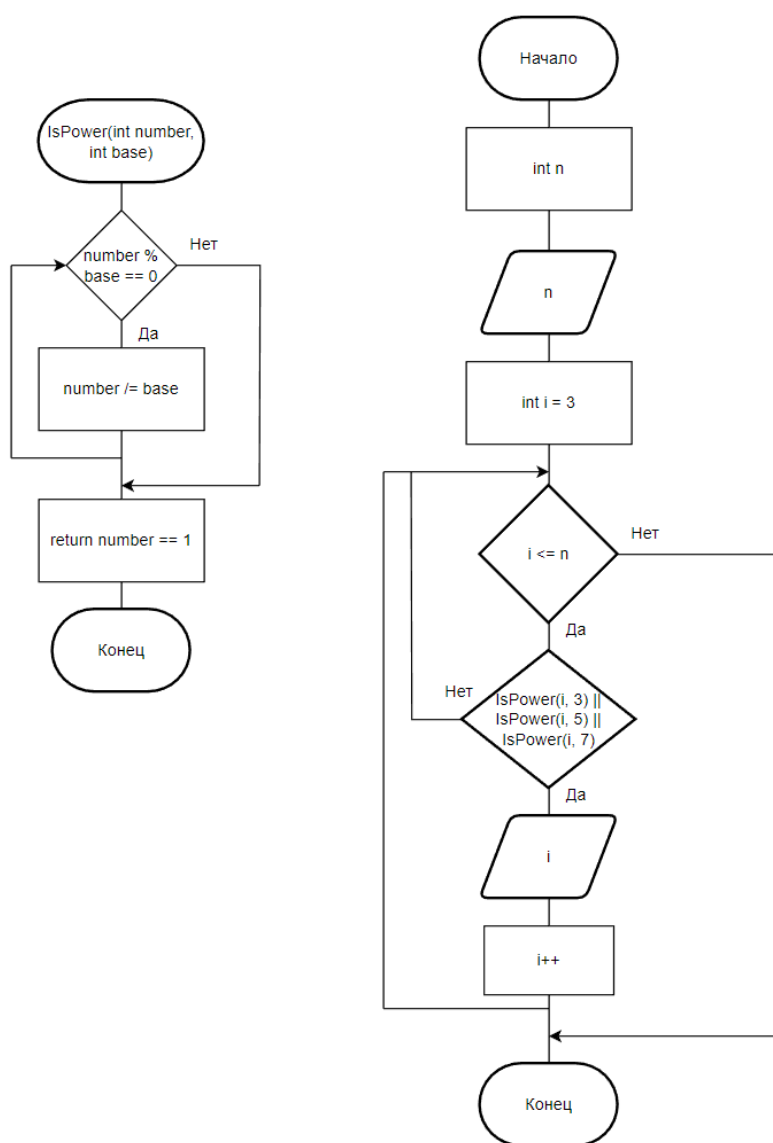 IsPower(int number,
int base)
number %
base == 0
Нет
Да
number /= base
return number == 1
Конец
Начало
int n
n
int i = 3
i <= n
Нет
Да
IsPower(i, 3) ||
IsPower(i, 5) ||
IsPower(i, 7)
Нет
Да
i
i++
Конец